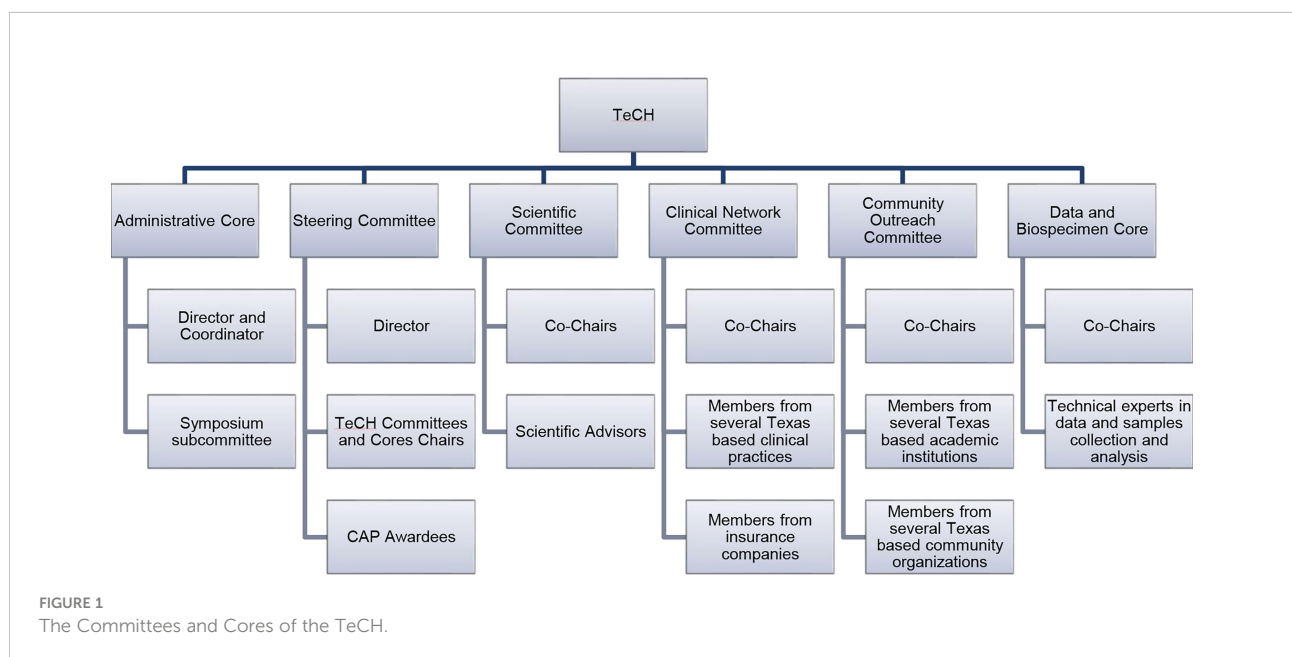 TeCH
Administrative Core
Steering Committee
Scientific
Committee
Clinical Network
Committee
Community
Outreach
Committee
Data and
Biospecimen Core
Director and
Coordinator
Director
Co-Chairs
Co-Chairs
Co-Chairs
Co-Chairs
Symposium
subcommittee
TeCH Committees
and Cores Chairs
Scientific Advisors
Members from
several Texas
based clinical
practices
Members from
several Texas
based academic
institutions
Technical experts in
data and samples
collection and
analysis
CAP Awardees
Members from
insurance
companies
Members from
several Texas
based community
organizations
FIGURE 1
The Committees and Cores of the TeCH.